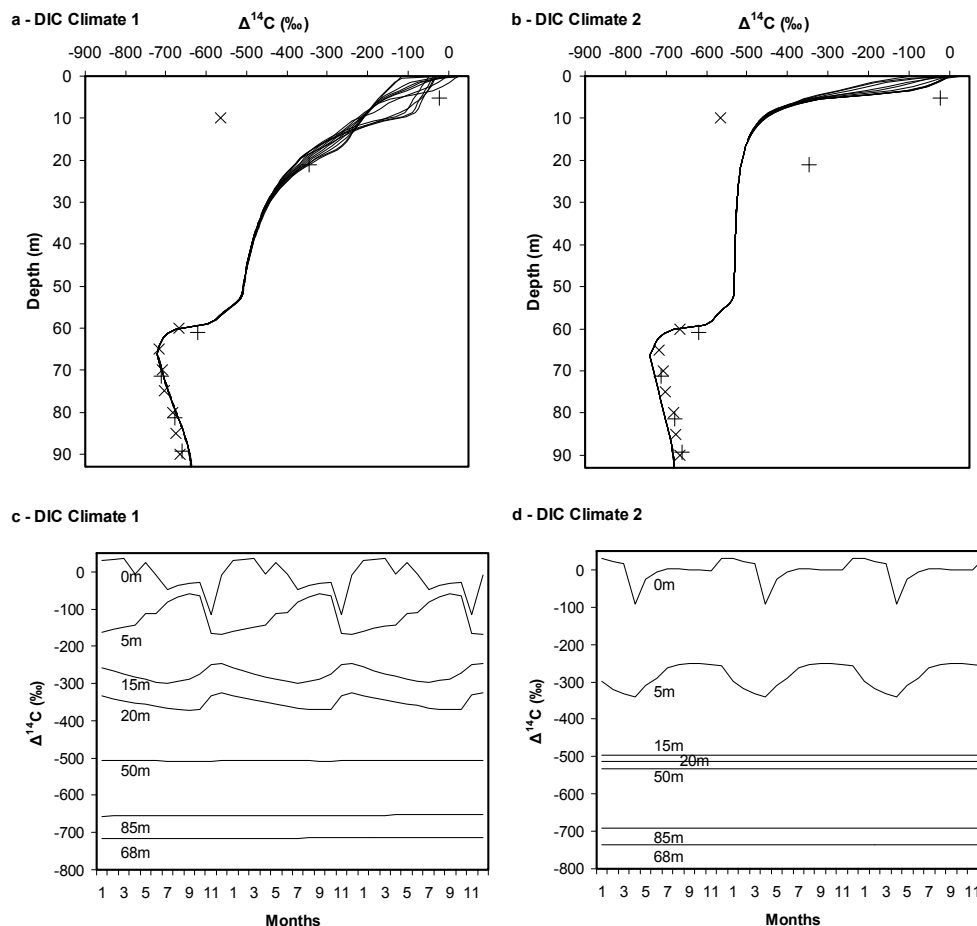 a - DIC Climate 1
Δ14C (‰)
-900 -800 -700 -600 -500 -400 -300 -200 -100 0
0
10
20
30
40
50
60
70
80
90
Depth (m)
b - DIC Climate 2
Δ14C (‰)
-900 -800 -700 -600 -500 -400 -300 -200 -100 0
0
10
20
30
40
50
60
70
80
90
Depth (m)
c - DIC Climate 1
0
-100
-200
-300
-400
-500
-600
-700
-800
Δ14C (‰)
0m
5m
15m
20m
50m
85m
68m
1 3 5 7 9 11 1 3 5 7 9 11 1 3 5 7 9 11
Months
d - DIC Climate 2
0
-100
-200
-300
-400
-500
-600
-700
-800
Δ14C (‰)
0m
5m
15m
20m
50m
85m
68m
1 3 5 7 9 11 1 3 5 7 9 11 1 3 5 7 9 11
Months